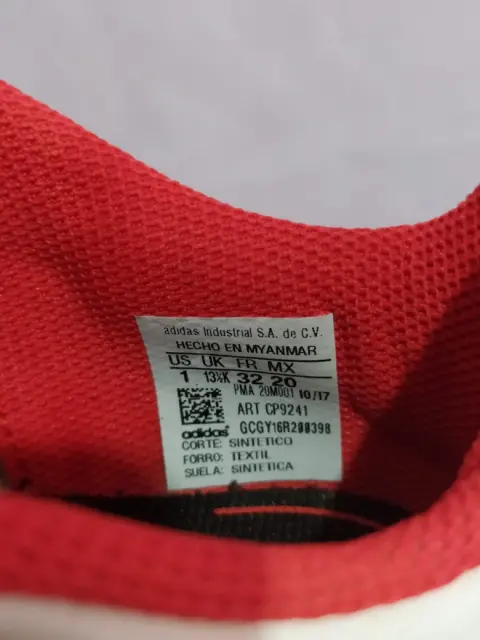 adidas Industrial S.A. de C.V.
HECHO EN MYANMAR
US UK FR MX
1 13½K 32 20
PMA 20M001 10/17
ART CP9241
adidas GCGY16R200398
CORTE: SINTETICO
FORRO: TEXTIL
SUELA: SINTETICA